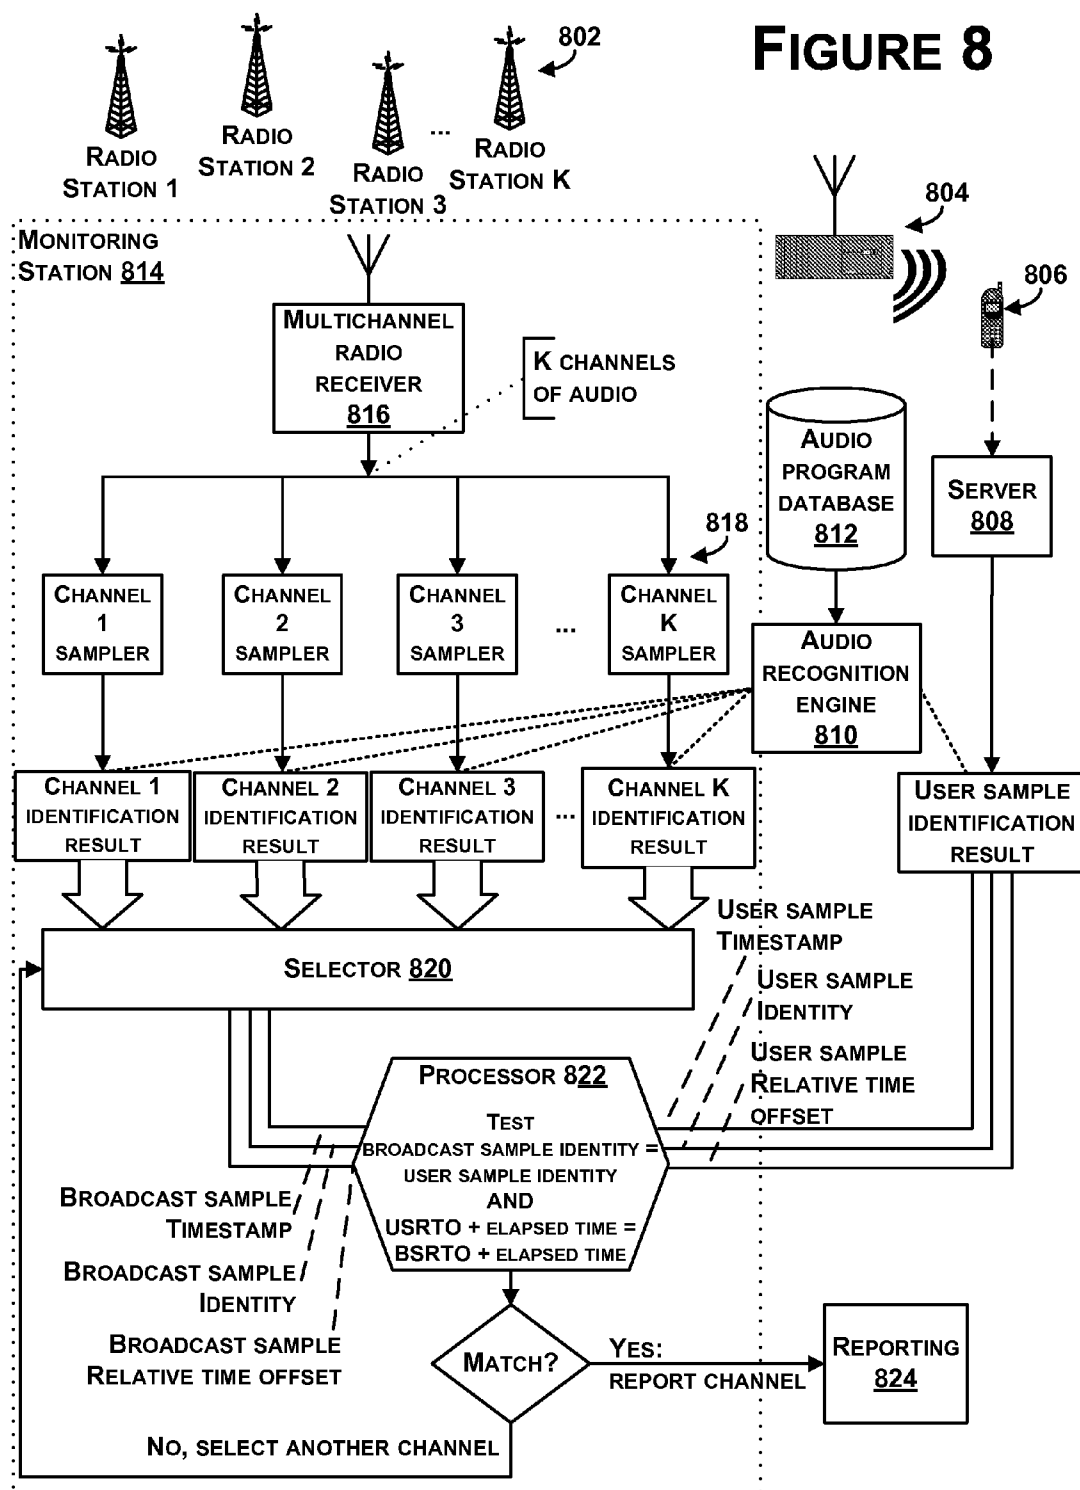 FIGURE 8
802
RADIO
STATION 1
RADIO
STATION 2
RADIO
STATION 3
...
RADIO
STATION K
804
806
MONITORING
STATION 814
MULTICHANNEL
RADIO
RECEIVER
816
K CHANNELS
OF AUDIO
AUDIO
PROGRAM
DATABASE
812
SERVER
808
818
CHANNEL
1
SAMPLER
CHANNEL
2
SAMPLER
CHANNEL
3
SAMPLER
...
CHANNEL
K
SAMPLER
AUDIO
RECOGNITION
ENGINE
810
CHANNEL 1
IDENTIFICATION
RESULT
CHANNEL 2
IDENTIFICATION
RESULT
CHANNEL 3
IDENTIFICATION
RESULT
...
CHANNEL K
IDENTIFICATION
RESULT
USER SAMPLE
IDENTIFICATION
RESULT
SELECTOR 820
USER SAMPLE
TIMESTAMP
USER SAMPLE
IDENTITY
USER SAMPLE
RELATIVE TIME
OFFSET
PROCESSOR 822
TEST
BROADCAST SAMPLE IDENTITY =
USER SAMPLE IDENTITY
AND
USRTO + ELAPSED TIME =
BSRTO + ELAPSED TIME
BROADCAST SAMPLE
TIMESTAMP
BROADCAST SAMPLE
IDENTITY
BROADCAST SAMPLE
RELATIVE TIME OFFSET
MATCH?
YES:
REPORT CHANNEL
REPORTING
824
NO, SELECT ANOTHER CHANNEL